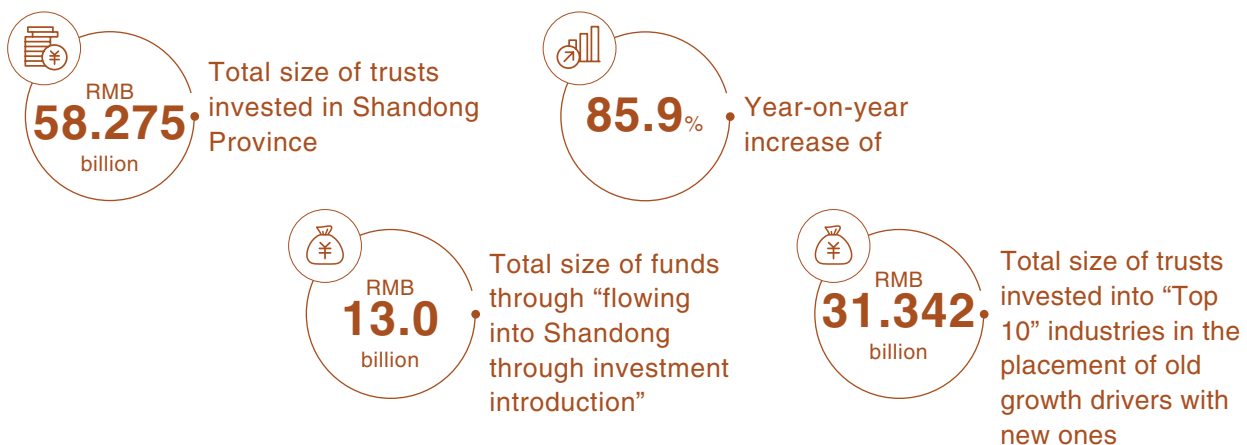 ¥
RMB
58.275
billion
Total size of trusts
invested in Shandong
Province
85.9%
Year-on-year
increase of
¥
RMB
13.0
billion
Total size of funds
through “flowing
into Shandong
through investment
introduction”
¥
RMB
31.342
billion
Total size of trusts
invested into “Top
10” industries in the
placement of old
growth drivers with
new ones